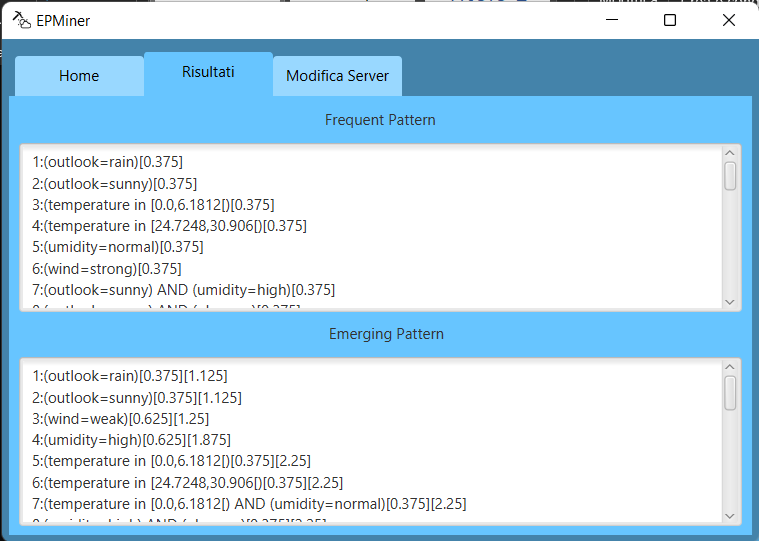 EPMiner
Home
Risultati
Modifica Server
Frequent Pattern
1:(outlook=rain)[0.375]
2:(outlook=sunny)[0.375]
3:(temperature in [0.0,6.1812[)[0.375]
4:(temperature in [24.7248,30.906[)[0.375]
5:(umidity=normal)[0.375]
6:(wind=strong)[0.375]
7:(outlook=sunny) AND (umidity=high)[0.375]
Emerging Pattern
1:(outlook=rain)[0.375][1.125]
2:(outlook=sunny)[0.375][1.125]
3:(wind=weak)[0.625][1.25]
4:(umidity=high)[0.625][1.875]
5:(temperature in [0.0,6.1812[)[0.375][2.25]
6:(temperature in [24.7248,30.906[)[0.375][2.25]
7:(temperature in [0.0,6.1812[) AND (umidity=normal)[0.375][2.25]